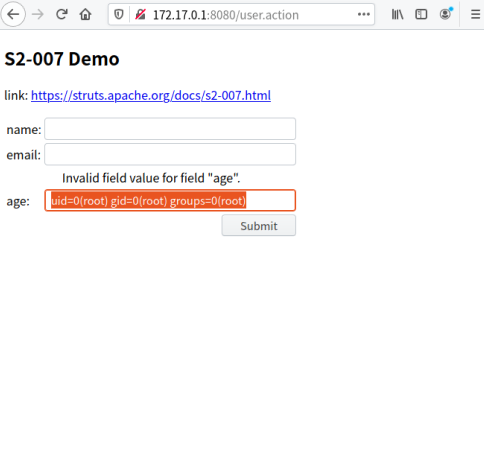 172.17.0.1:8080/user.action
S2-007 Demo
link: https://struts.apache.org/docs/s2-007.html
name:
email:
Invalid field value for field "age".
age: uid=0(root) gid=0(root) groups=0(root)
Submit